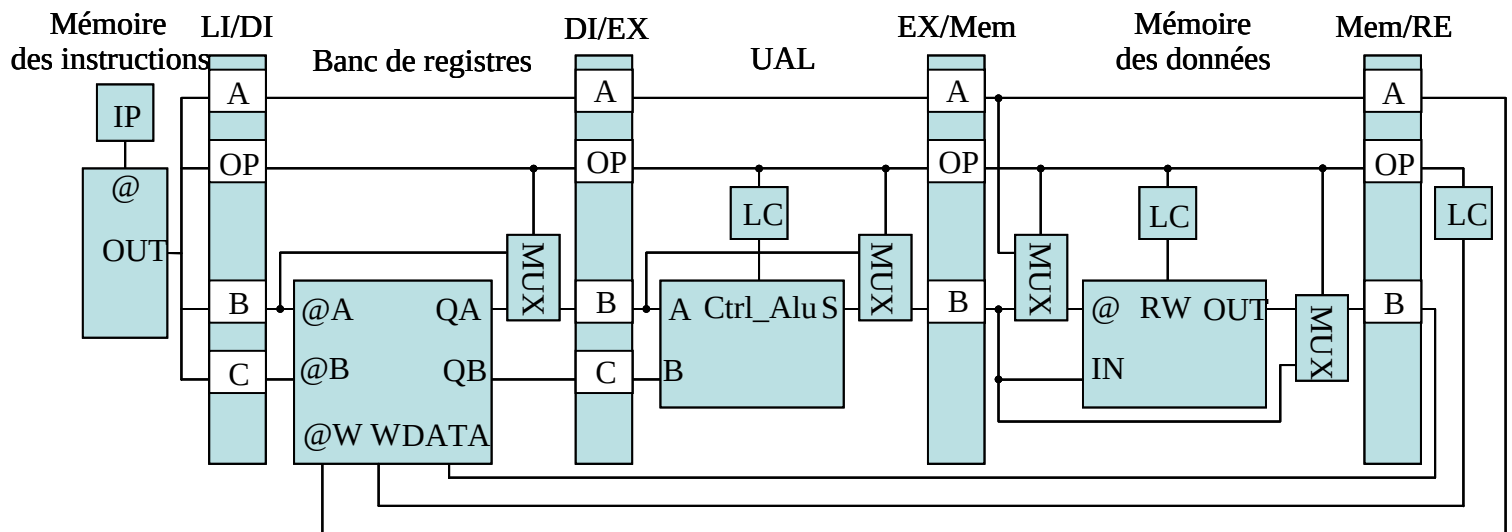 Mémoire
des instructions
LI/DI
Banc de registres
DI/EX
UAL
EX/Mem
Mémoire
des données
Mem/RE
A
A
A
A
IP
OP
OP
OP
OP
@
OUT
LC
LC
LC
MUX
MUX
MUX
MUX
B
@A
QA
B
A
Ctrl_Alu
S
B
@
RW
OUT
B
C
@B
QB
C
B
IN
@W
W
DATA